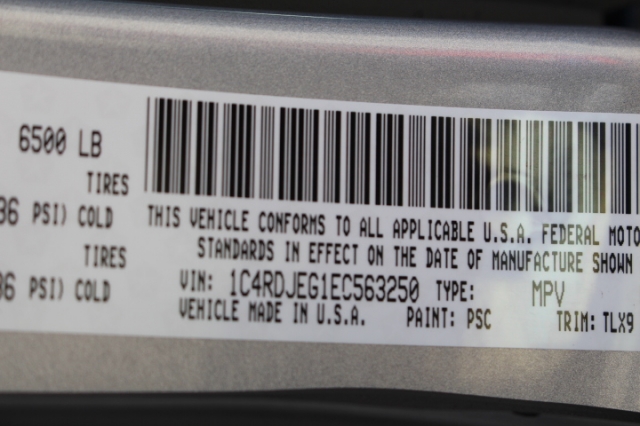 6500 LB
TIRES
36 PSI) COLD
TIRES
36 PSI) COLD
THIS VEHICLE CONFORMS TO ALL APPLICABLE U.S.A. FEDERAL MOTO
STANDARDS IN EFFECT ON THE DATE OF MANUFACTURE SHOWN
VIN: 1C4RDJEG1EC563250 TYPE: MPV
VEHICLE MADE IN U.S.A. PAINT: PSC TRIM: TLX9